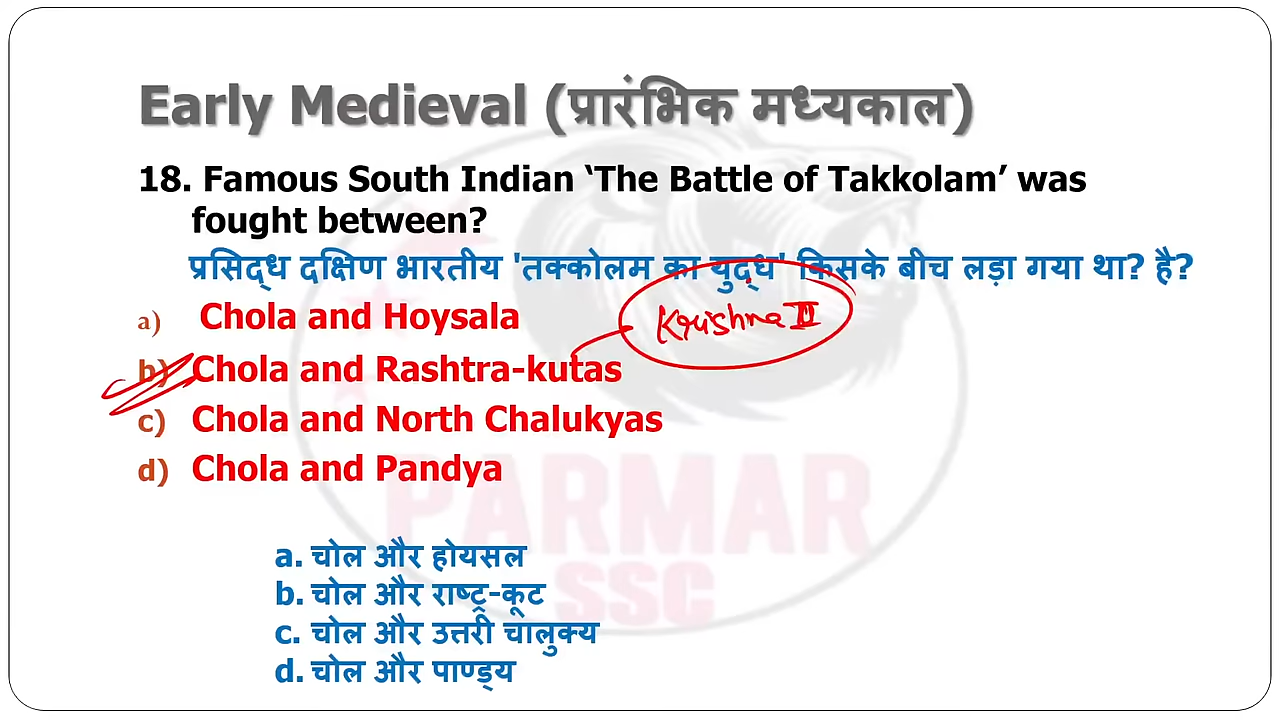 Early Medieval (प्रारंभिक मध्यकाल)
18. Famous South Indian ‘The Battle of Takkolam’ was
fought between?
प्रसिद्ध दक्षिण भारतीय 'तक्कोलम का युद्ध' किसके बीच लड़ा गया था? है?
a) Chola and Hoysala
Krishna III
b) Chola and Rashtra-kutas
c) Chola and North Chalukyas
d) Chola and Pandya
PARMAR
SSC
a. चोल और होयसल
b. चोल और राष्ट्र-कूट
c. चोल और उत्तरी चालुक्य
d. चोल और पाण्ड्य